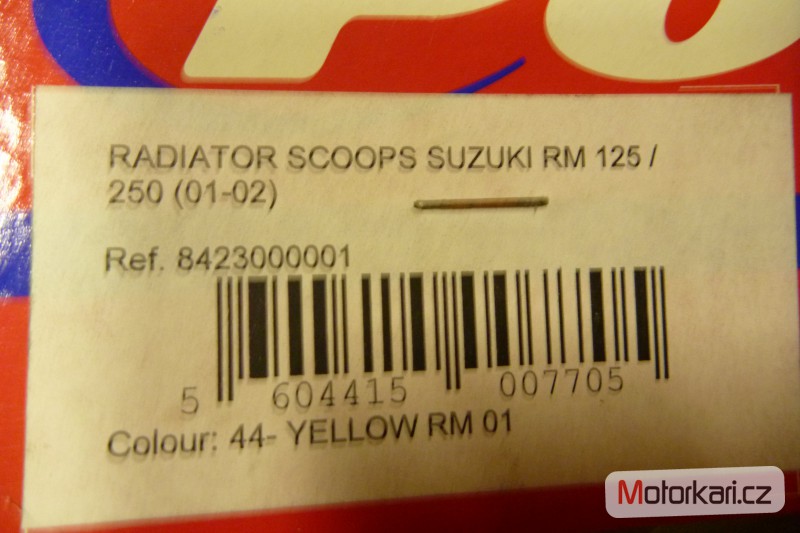 RADIATOR SCOOPS SUZUKI RM 125 /
250 (01-02)
Ref. 8423000001
5 604415 007705
Colour: 44- YELLOW RM 01
Motorkari.cz